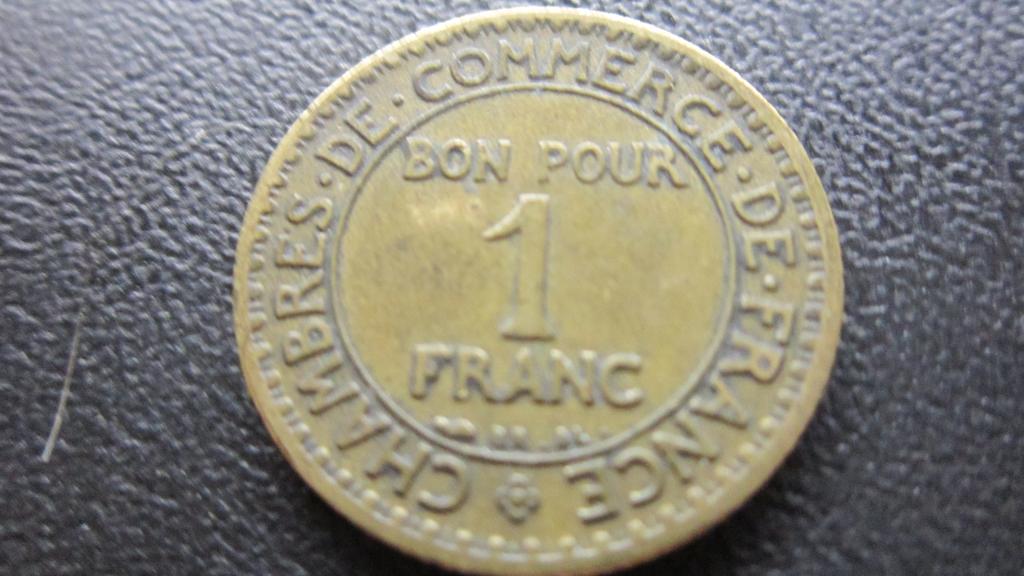 CHAMBRES·DE·COMMERCE·DE·FRANCE
BON POUR
1
FRANC